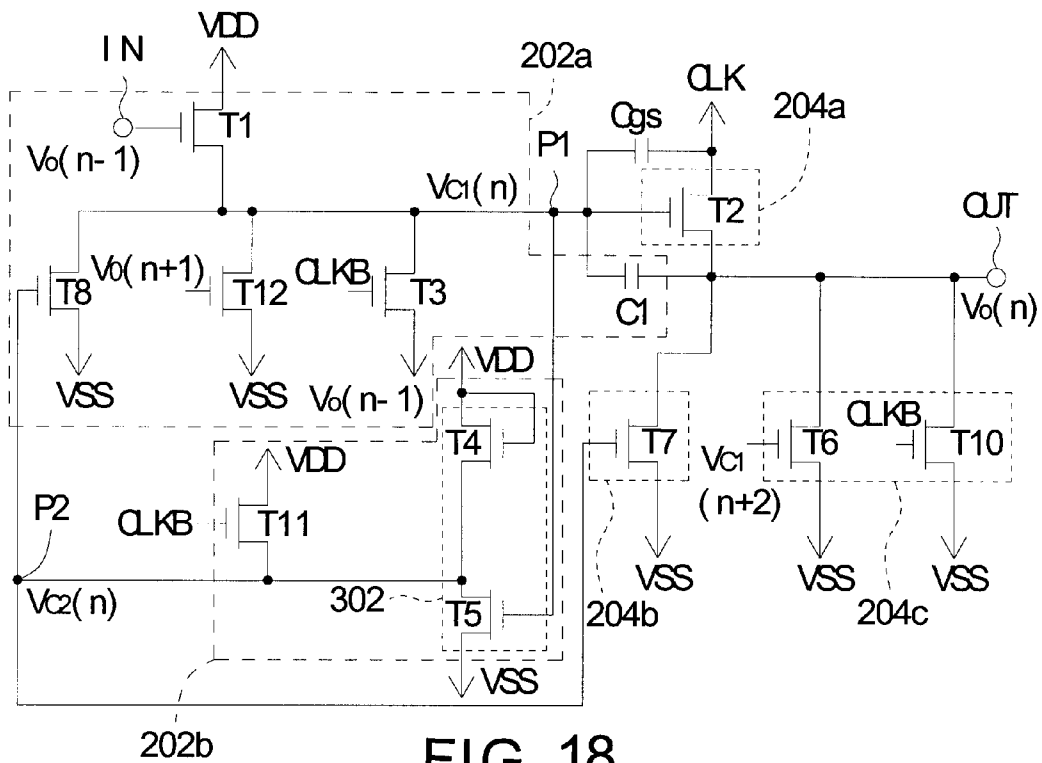 IN
VDD
202a
CLK
204a
Cgs
P1
T1
Vo(n-1)
VC1(n)
T2
OUT
T8
Vo(n+1)
T12
CLKB
T3
C1
Vo(n)
VSS
VSS
Vo(n-1)
VDD
T4
T7
VC1
(n+2)
T6
CLKB
T10
VDD
P2
CLKB
T11
VC2(n)
302
T5
VSS
VSS
VSS
204b
204c
VSS
202b
FIG. 18